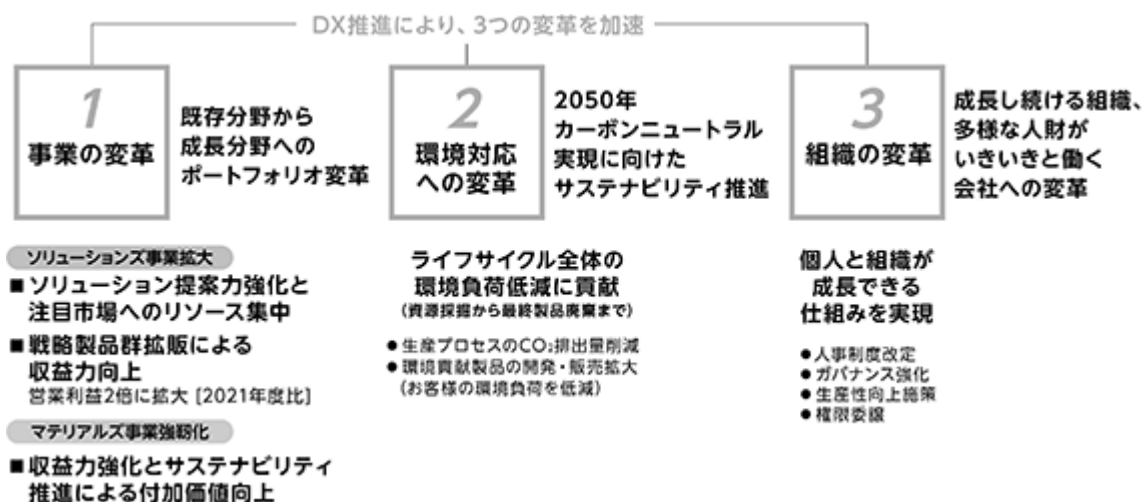 DX推進により、3つの変革を加速
1
事業の変革
既存分野から
成長分野への
ポートフォリオ変革
ソリューションズ事業拡大
■ソリューション提案力強化と
注目市場へのリソース集中
■戦略製品群拡販による
収益力向上
営業利益2倍に拡大 [2021年度比]
マテリアルズ事業強靭化
■収益力強化とサステナビリティ
推進による付加価値向上
2
環境対応
への変革
2050年
カーボンニュートラル
実現に向けた
サステナビリティ推進
ライフサイクル全体の
環境負荷低減に貢献
(資源採掘から最終製品廃棄まで)
●生産プロセスのCO₂排出量削減
●環境貢献製品の開発・販売拡大
(お客様の環境負荷を低減)
3
組織の変革
成長し続ける組織、
多様な人財が
いきいきと働く
会社への変革
個人と組織が
成長できる
仕組みを実現
●人事制度改定
●ガバナンス強化
●生産性向上施策
●権限委譲